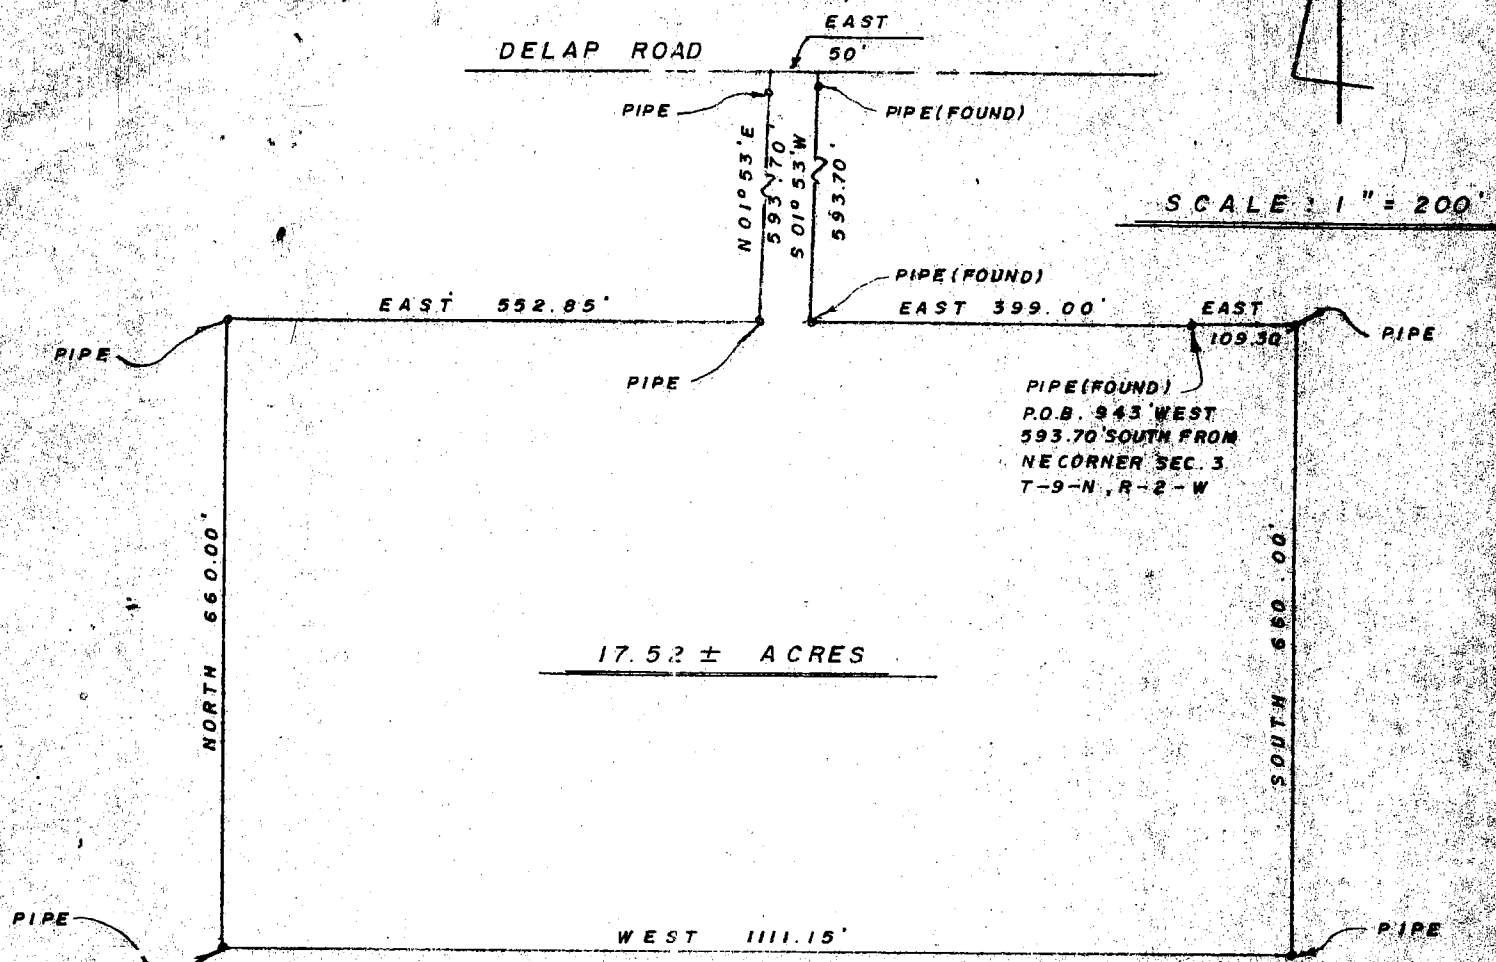 EAST
50'
DELAP ROAD
PIPE
PIPE(FOUND)
N 01° 53' E
593.70'
S 01° 53' W
593.70'
SCALE : 1" = 200'
PIPE(FOUND)
EAST 552.85'
EAST 399.00'
EAST
109.30
PIPE
PIPE
PIPE
PIPE(FOUND)
P.O.B. 943' WEST
593.70' SOUTH FROM
NE CORNER SEC. 3
T-9-N, R-2-W
NORTH 660.00'
SOUTH 660.00'
17.52 ± ACRES
PIPE
WEST 1111.15'
PIPE